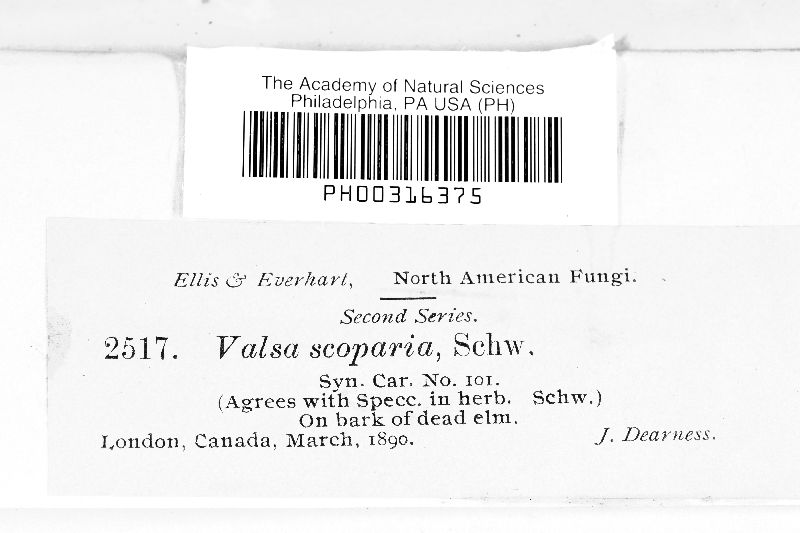 The Academy of Natural Sciences
Philadelphia, PA USA (PH)
PH00316375
Ellis & Everhart, North American Fungi.
Second Series.
2517. Valsa scoparia, Schw.
Syn. Car. No. 101.
(Agrees with Specc. in herb. Schw.)
On bark of dead elm.
London, Canada, March, 1890. J. Dearness.